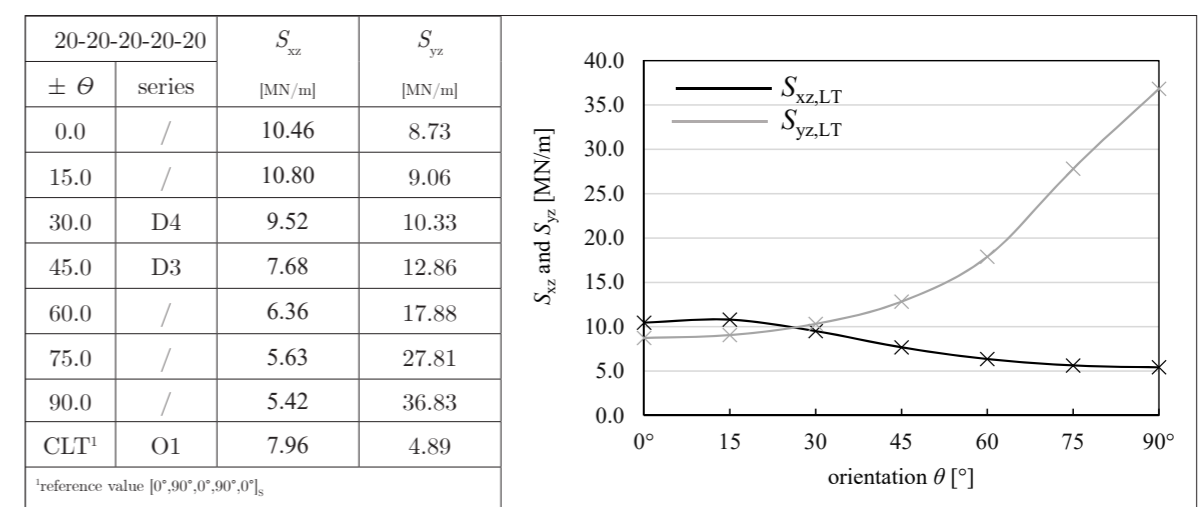 20-20-20-20-20 S_xz S_yz
± Θ series [MN/m] [MN/m]
0.0 / 10.46 8.73
15.0 / 10.80 9.06
30.0 D4 9.52 10.33
45.0 D3 7.68 12.86
60.0 / 6.36 17.88
75.0 / 5.63 27.81
90.0 / 5.42 36.83
CLT¹ O1 7.96 4.89
¹reference value [0°,90°,0°,90°,0°]_s
S_xz and S_yz [MN/m]
40.0
35.0
30.0
25.0
20.0
15.0
10.0
5.0
0.0
S_xz,LT
S_yz,LT
0° 15 30 45 60 75 90°
orientation θ [°]